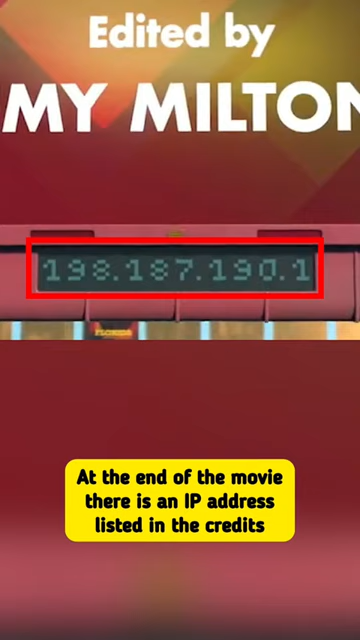 Edited by
MY MILTON
198.187.190.1
FLORIDA
At the end of the movie
there is an IP address
listed in the credits